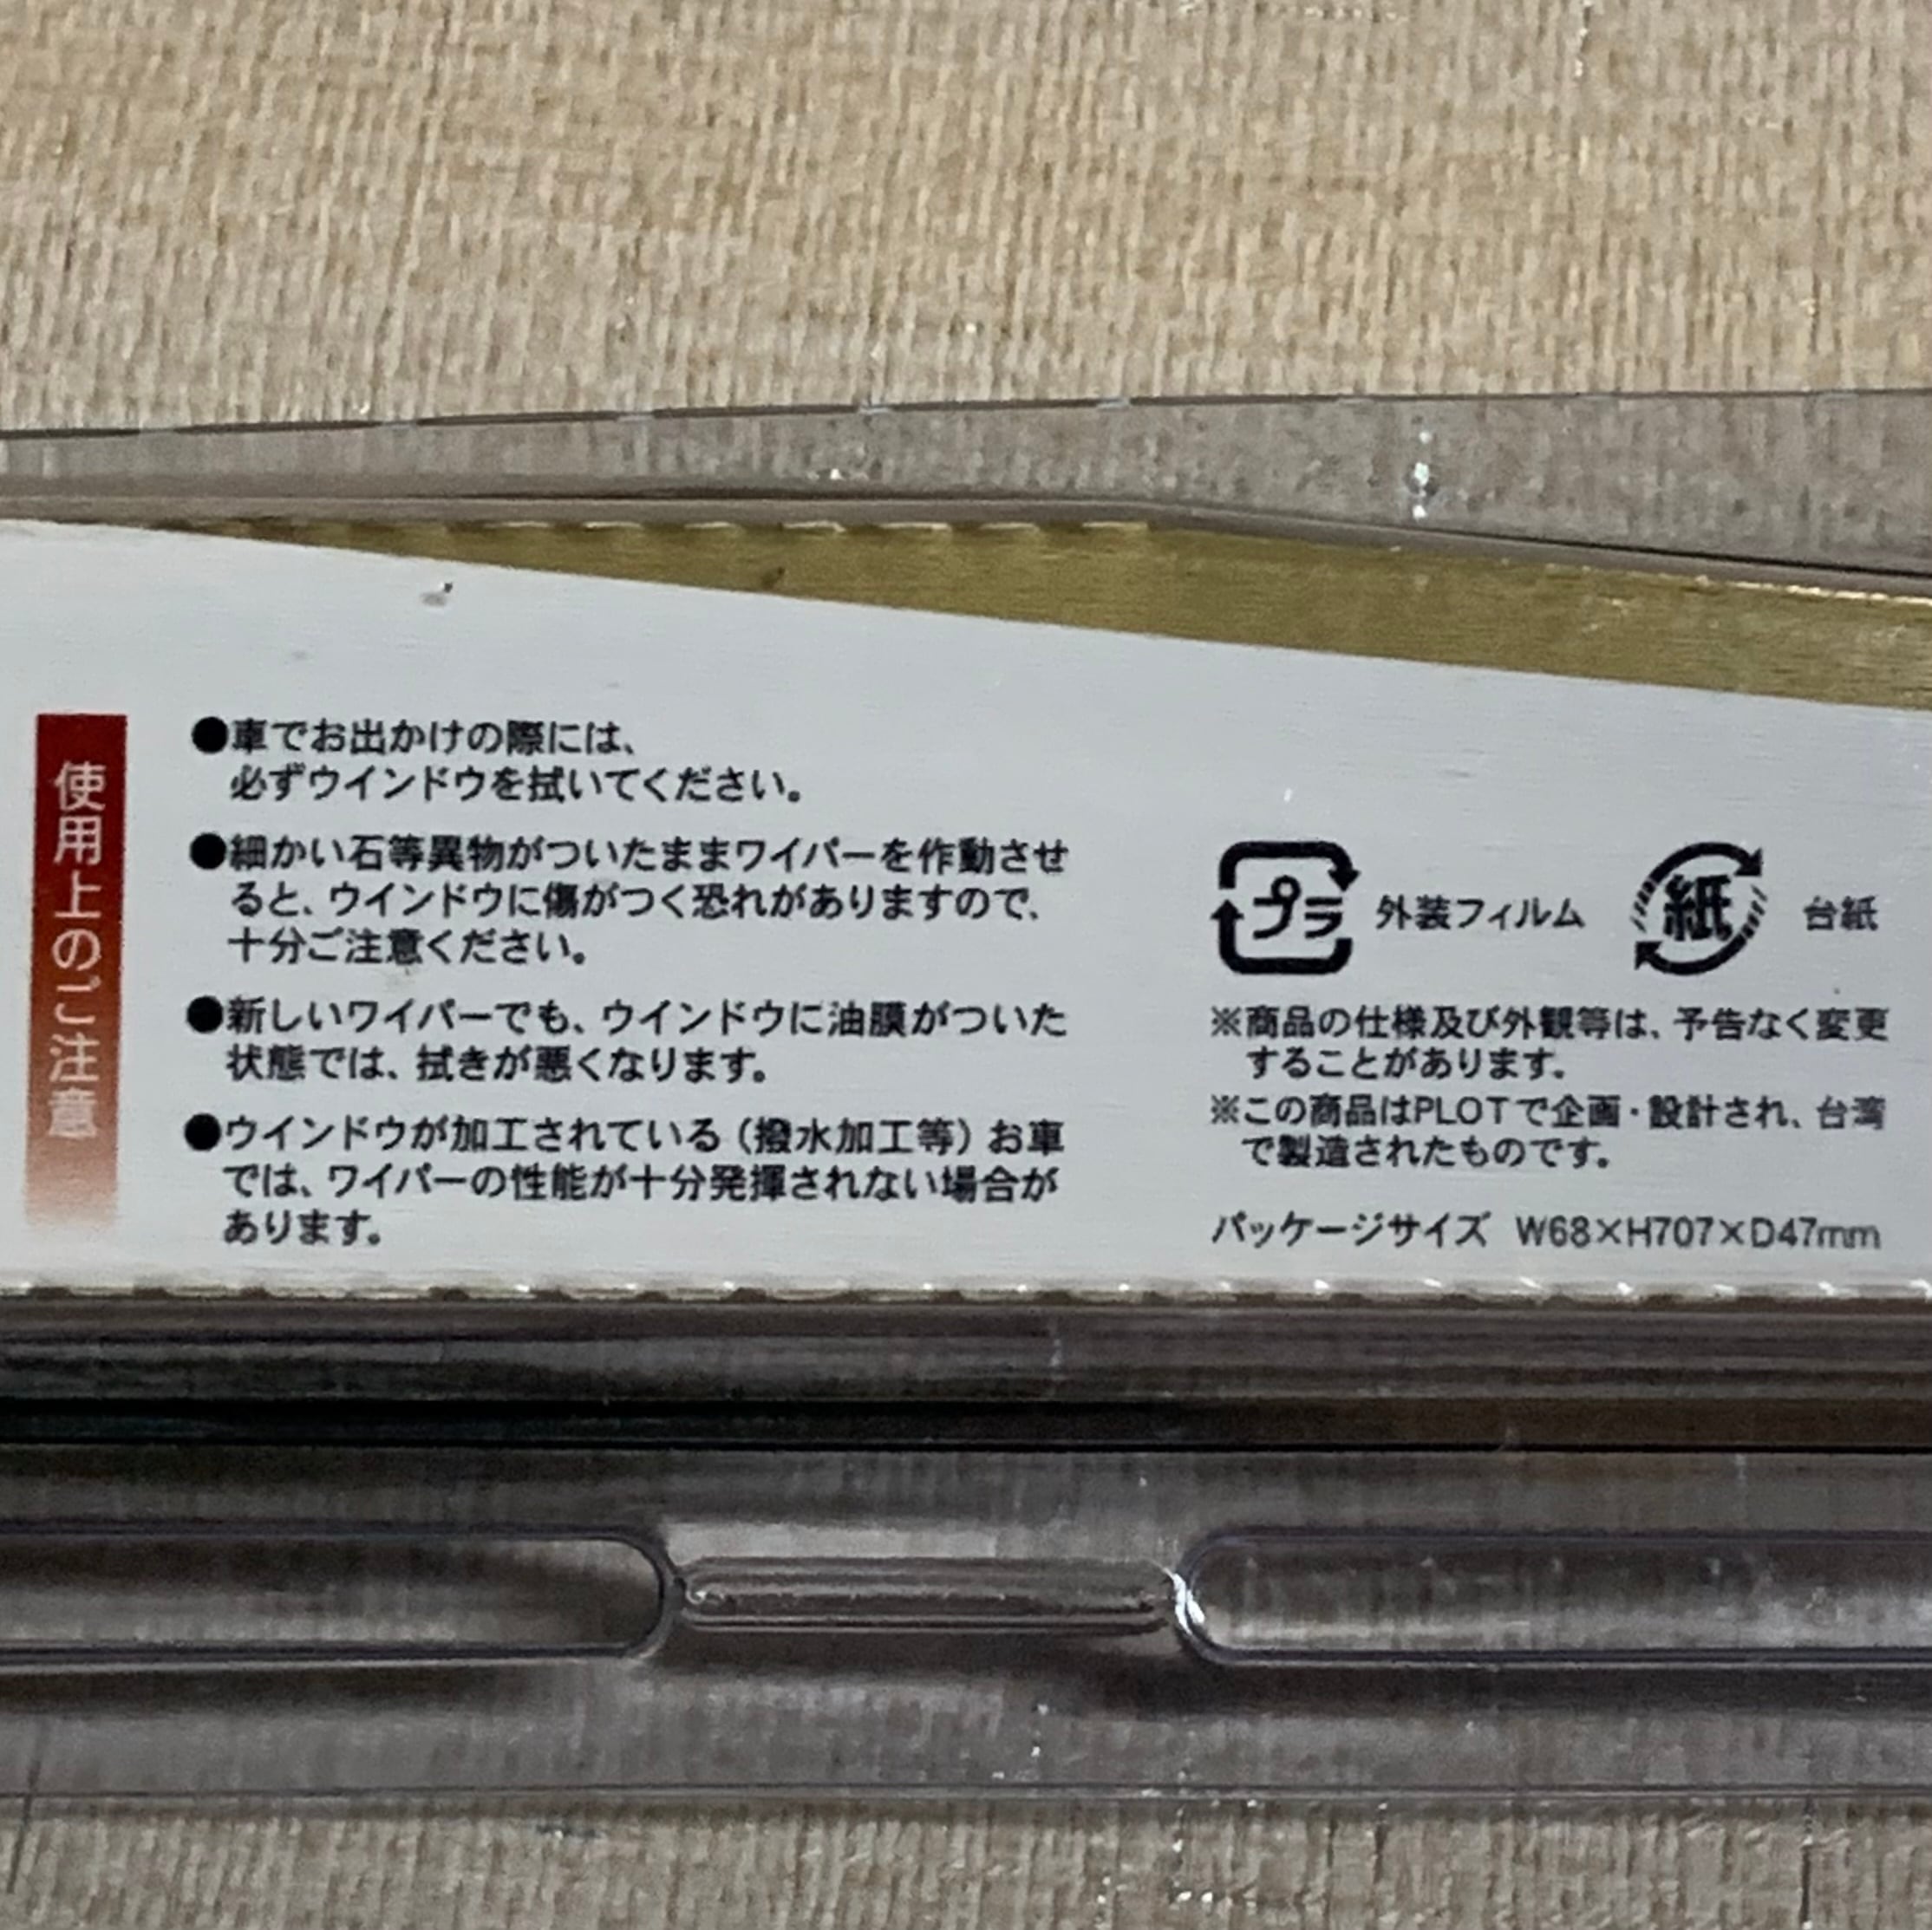 使用上のご注意
●車でお出かけの際には、
必ずウインドウを拭いてください。
●細かい石等異物がついたままワイパーを作動させ
ると、ウインドウに傷がつく恐れがありますので、
十分ご注意ください。
●新しいワイパーでも、ウインドウに油膜がついた
状態では、拭きが悪くなります。
●ウインドウが加工されている（撥水加工等）お車
では、ワイパーの性能が十分発揮されない場合が
あります。
プラ 外装フィルム 紙 台紙
※商品の仕様及び外観等は、予告なく変更
することがあります。
※この商品はPLOTで企画・設計され、台湾
で製造されたものです。
パッケージサイズ W68×H707×D47mm